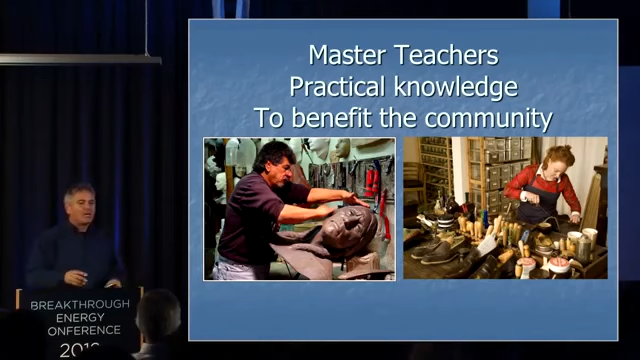 Master Teachers
Practical knowledge
To benefit the community
BREAKTHROUGH
ENERGY
CONFERENCE